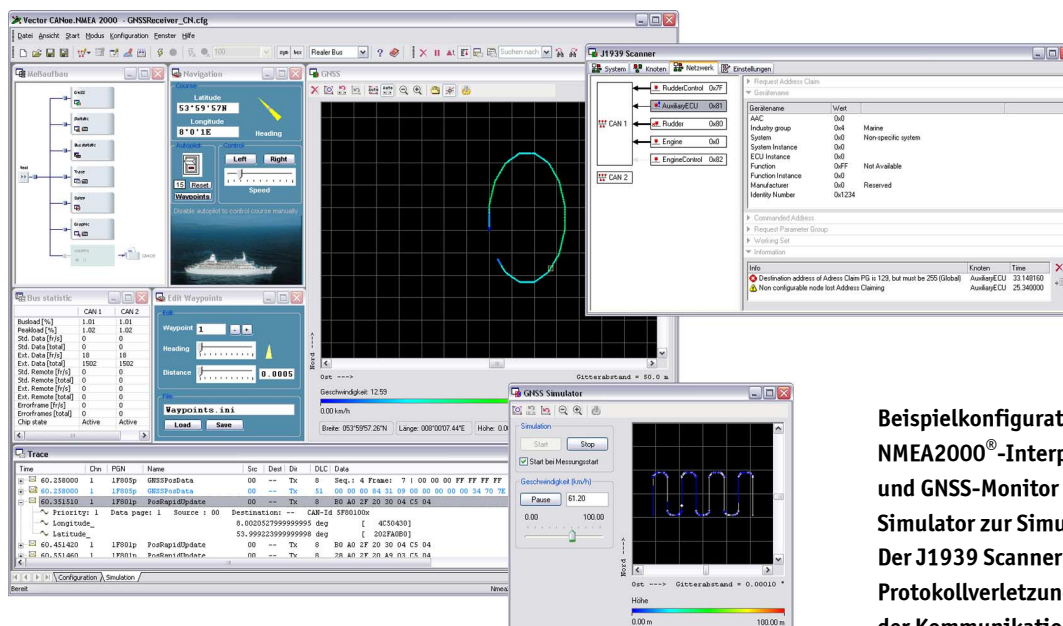 Vector CANoe.NMEA 2000 - GNSSReceiver_CN.cfg
Datei Ansicht Start Modus Konfiguration Fenster Hilfe
100 sym hex Realer Bus Suchen nach
Meßaufbau
GNSS
Statistic
Bus statistic
Trace
Data
Graphic
Real
Navigation
Course
Latitude
53°59'57N
Longitude
8°0'1E
Heading
Autopilot
Control
Left Right
15 Reset
Speed
Waypoints
Disable autopilot to control course manually
GNSS
Nord --->
Ost ---> Gitterabstand = 50.0 m
Geschwindigkeit: 12.59
0.00 km/h
Breite: 053°59'57.26"N Länge: 008°00'07.44"E Höhe: 0.00
Bus statistic
CAN 1 CAN 2
Busload [%] 1.01 1.01
Peakload [%] 1.02 1.02
Std. Data [fr/s] 0 0
Std. Data [total] 0 0
Ext. Data [fr/s] 18 18
Ext. Data [total] 1502 1502
Std. Remote [fr/s] 0 0
Std. Remote [total] 0 0
Ext. Remote [fr/s] 0 0
Ext. Remote [total] 0 0
Errorframe [fr/s] 0 0
Errorframes [total] 0 0
Chip state Active Active
Edit Waypoints
Edit
Waypoint 1 - +
Heading
Distance 0.0005
File
Waypoints.ini
Load Save
Trace
Time Chn PGN Name Src Dest Dir DLC Data
60.258000 1 1F805p GNSSPosData 00 -- Tx 8 Seq.: 4 Frame: 7 | 00 00 00 FF FF FF FF
60.258000 1 1F805p GNSSPosData 00 -- Tx 51 00 00 00 84 31 09 00 00 00 00 00 34 70 7E
60.351510 1 1F801p PosRapidUpdate 00 -- Tx 8 B0 A0 2F 20 30 04 C5 04
Priority: 1 Data page: 1 Source : 00 Destination: -- CAN-Id 5F80100x
Longitude_ 8.0020527999999995 deg [ 4C50430]
Latitude_ 53.999223999999998 deg [ 202FA0B0]
60.451420 1 1F801p PosRapidUpdate 00 -- Tx 8 B0 A0 2F 20 30 04 C5 04
60.551460 1 1F801p PosRapidUpdate 00 -- Tx 8 28 A0 2F 20 A9 03 C5 04
Configuration Simulation
Bereit
J1939 Scanner
System Knoten Netzwerk Einstellungen
CAN 1
CAN 2
RudderControl 0x7F
AuxiliaryECU 0x81
Rudder 0x80
Engine 0x0
EngineControl 0x82
Request Address Claim
Gerätename
Gerätename Wert
AAC 0x0
Industry group 0x4 Marine
System 0x0 Non-specific system
System Instance 0x0
ECU Instance 0x0
Function 0xFF Not Available
Function Instance 0x0
Manufacturer 0x0 Reserved
Identity Number 0x1234
Commanded Address
Request Parameter Group
Working Set
Information
Info Knoten Time
Destination address of Adress Claim PG is 129, but must be 255 (Global) AuxiliaryECU 33.148160
Non configurable node lost Address Claiming AuxiliaryECU 25.340000
GNSS Simulator
Simulation
Start Stop
Start bei Messungsstart
Geschwindigkeit (km/h)
Pause 61.20
0.00 100.00
Nord --->
Ost ---> Gitterabstand = 0.00010 °
Höhe
0.00 m 100.00 m
Beispielkonfigurat
NMEA2000®-Interp
und GNSS-Monitor
Simulator zur Simu
Der J1939 Scanner
Protokollverletzun
der Kommunikatio